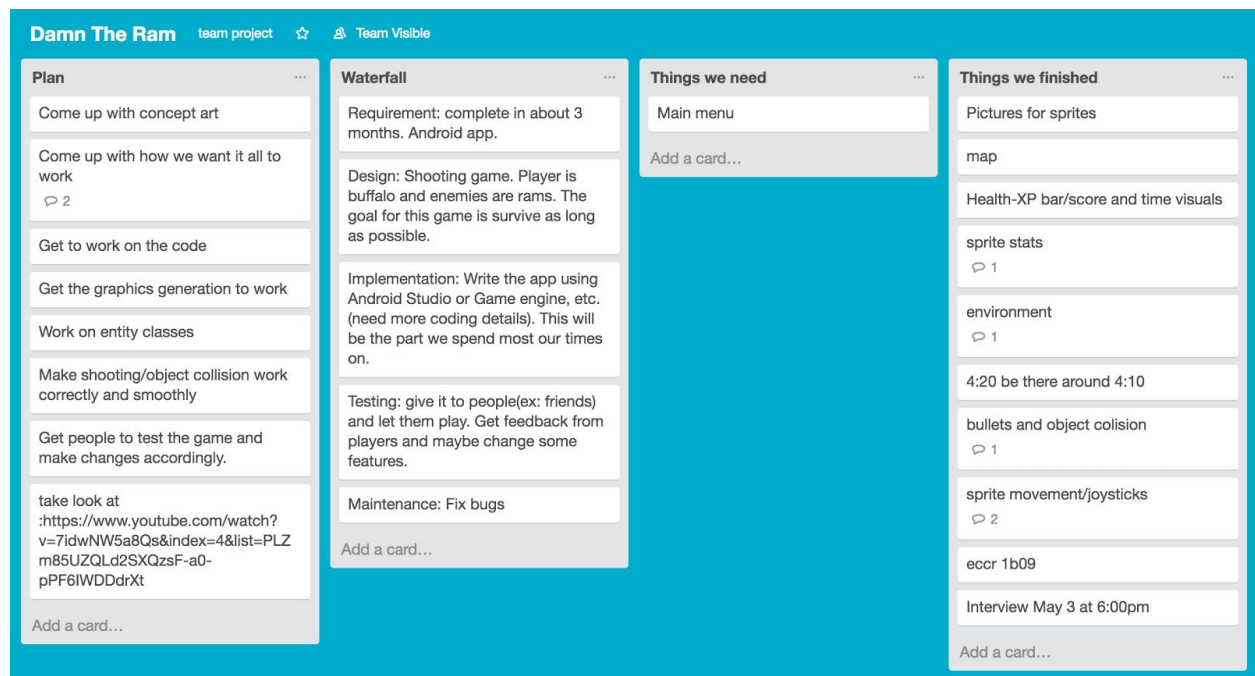 Damn The Ram team project Team Visible
Plan
Come up with concept art
Come up with how we want it all to
work
2
Get to work on the code
Get the graphics generation to work
Work on entity classes
Make shooting/object collision work
correctly and smoothly
Get people to test the game and
make changes accordingly.
take look at
:https://www.youtube.com/watch?
v=7idwNW5a8Qs&index=4&list=PLZ
m85UZQLd2SXQzsF-a0-
pPF6IWDDdrXt
Add a card...
Waterfall
Requirement: complete in about 3
months. Android app.
Design: Shooting game. Player is
buffalo and enemies are rams. The
goal for this game is survive as long
as possible.
Implementation: Write the app using
Android Studio or Game engine, etc.
(need more coding details). This will
be the part we spend most our times
on.
Testing: give it to people(ex: friends)
and let them play. Get feedback from
players and maybe change some
features.
Maintenance: Fix bugs
Add a card...
Things we need
Main menu
Add a card...
Things we finished
Pictures for sprites
map
Health-XP bar/score and time visuals
sprite stats
1
environment
1
4:20 be there around 4:10
bullets and object colision
1
sprite movement/joysticks
2
eccr 1b09
Interview May 3 at 6:00pm
Add a card...